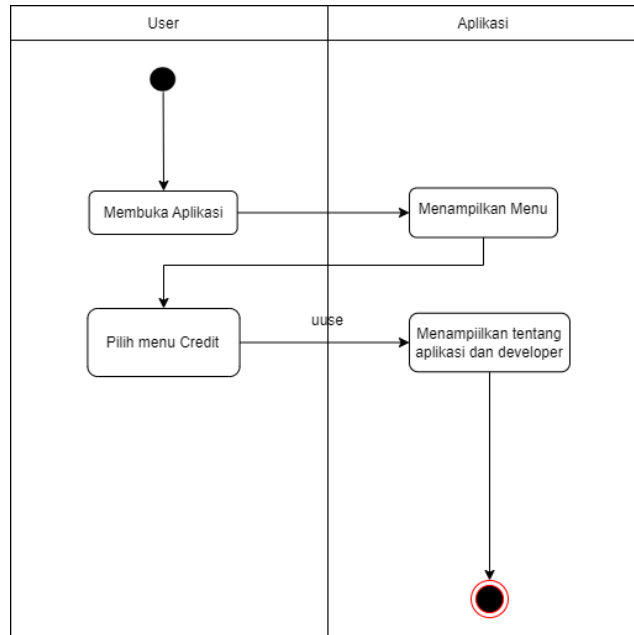 User
Aplikasi
Membuka Aplikasi
Menampilkan Menu
Pilih menu Credit
uuse
Menampiilkan tentang
aplikasi dan developer